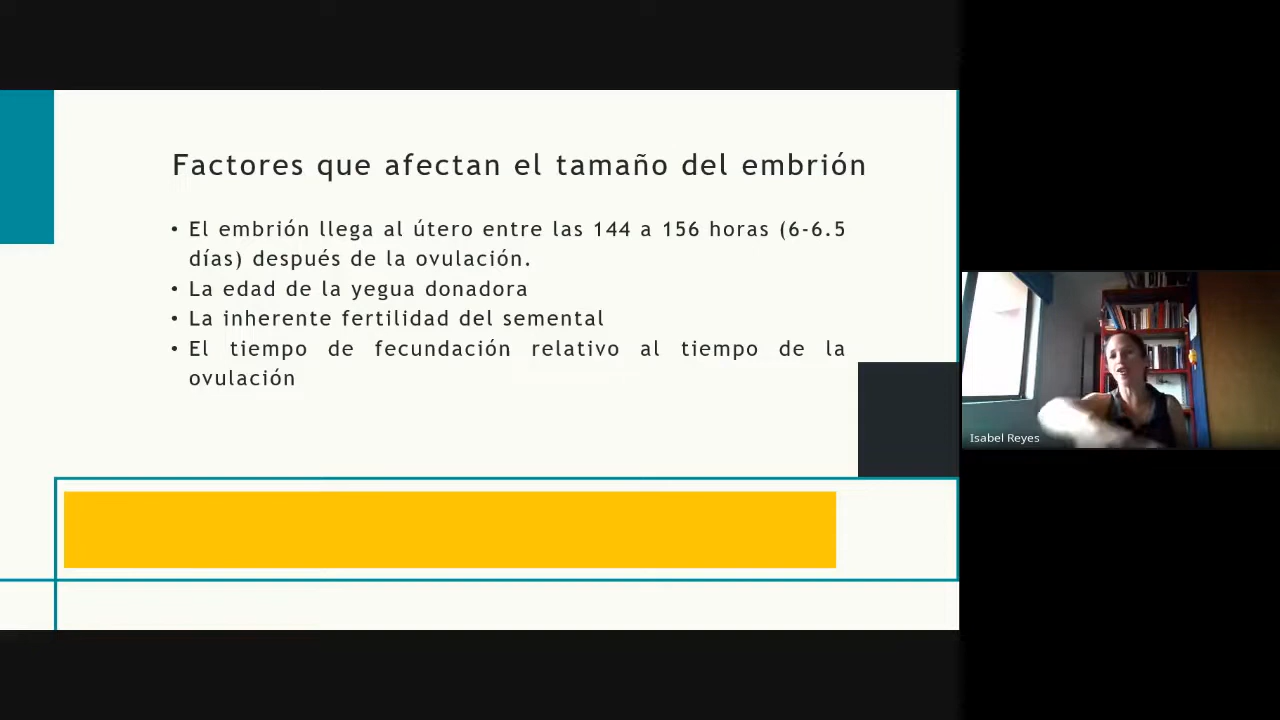 Factores que afectan el tamaño del embrión
• El embrión llega al útero entre las 144 a 156 horas (6-6.5
días) después de la ovulación.
• La edad de la yegua donadora
• La inherente fertilidad del semental
• El tiempo de fecundación relativo al tiempo de la
ovulación
Isabel Reyes